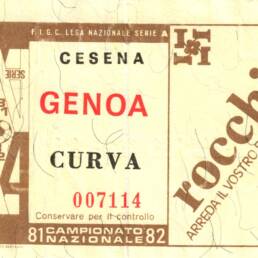 F.I.G.C. LEGA NAZIONALE SERIE A
CESENA
GENOA
CURVA
007114
Conservare per il controllo
81 CAMPIONATO NAZIONALE 82
SERIE
rocchi
ARREDA IL VOSTRO